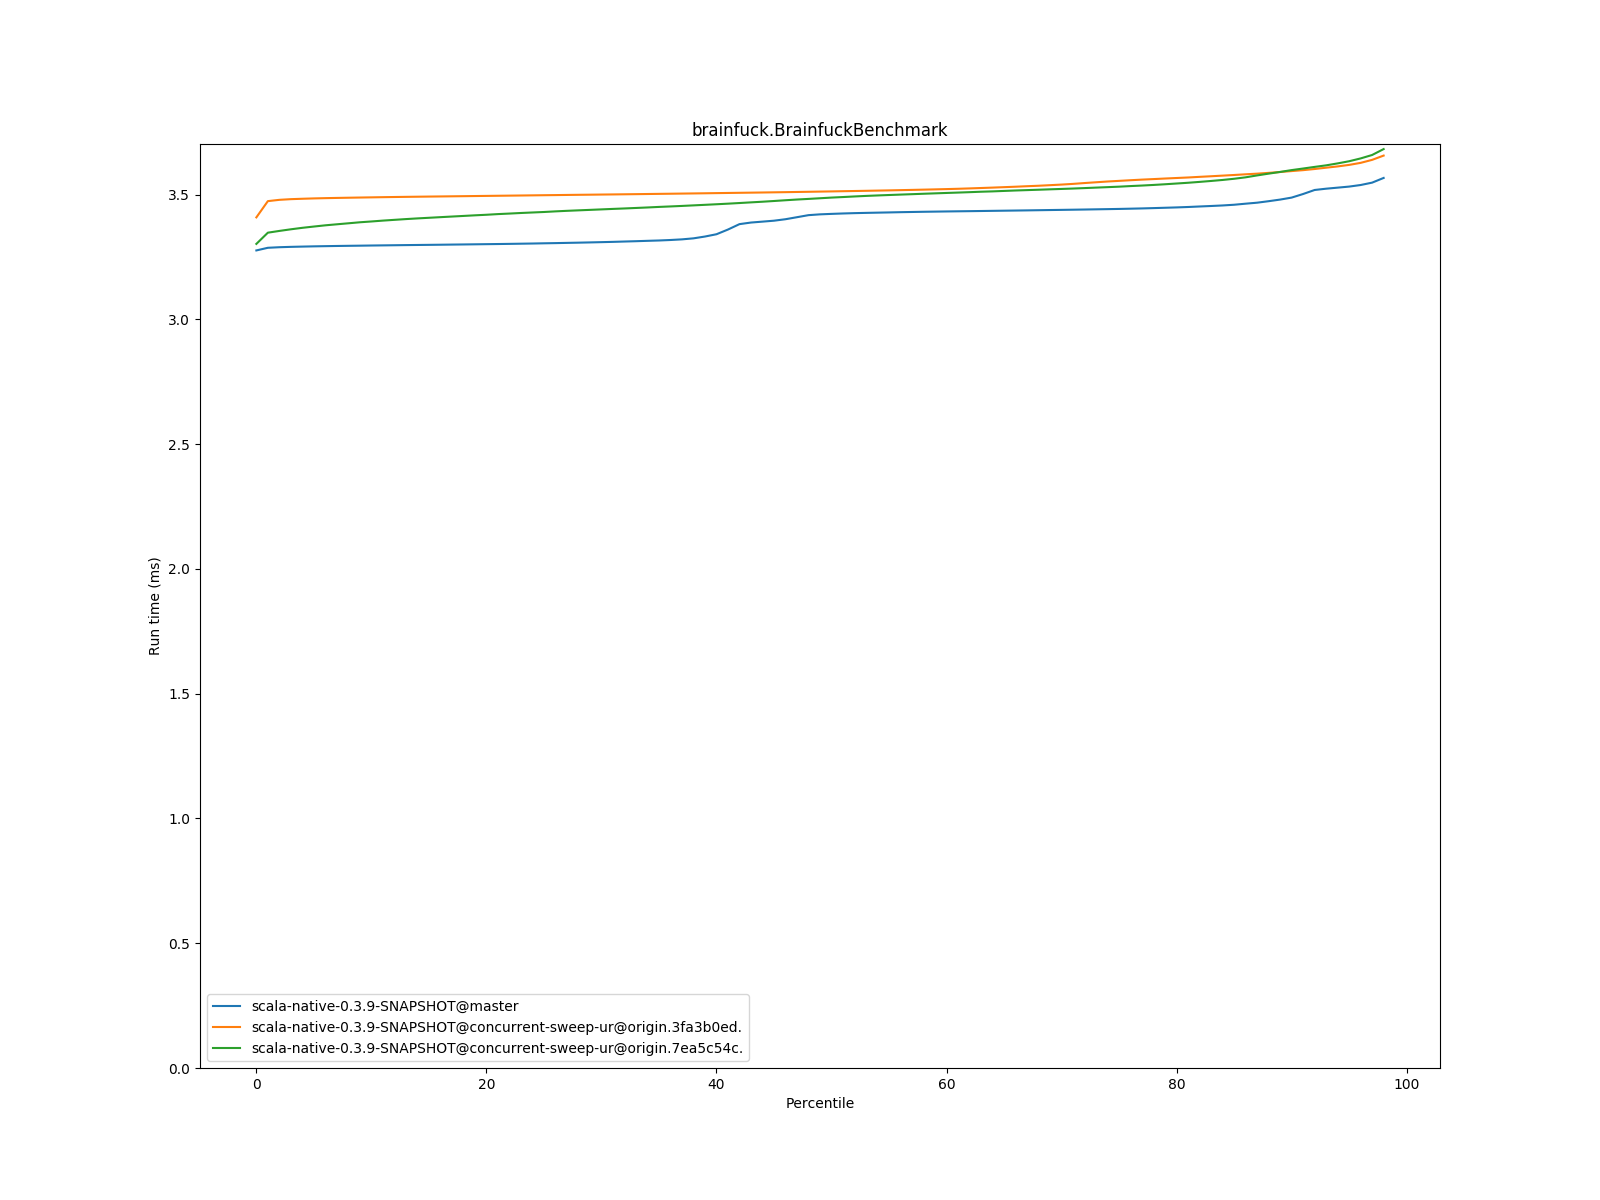 brainfuck.BrainfuckBenchmark
Run time (ms)
3.5
3.0
2.5
2.0
1.5
1.0
0.5
0.0
scala-native-0.3.9-SNAPSHOT@master
scala-native-0.3.9-SNAPSHOT@concurrent-sweep-ur@origin.3fa3b0ed.
scala-native-0.3.9-SNAPSHOT@concurrent-sweep-ur@origin.7ea5c54c.
0 20 40 60 80 100
Percentile